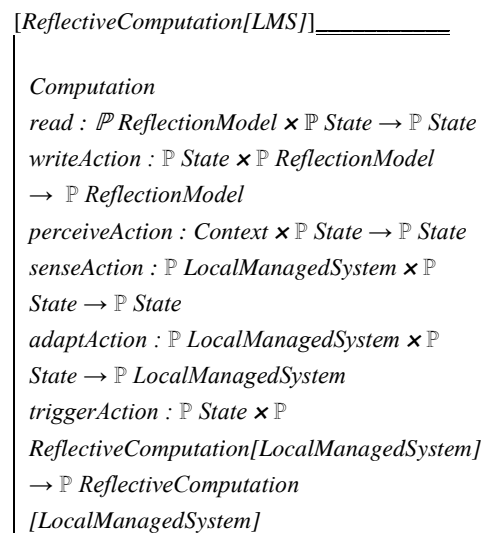 [ReflectiveComputation[LMS]]___________
Computation
read : ℙ ReflectionModel × ℙ State → ℙ State
writeAction : ℙ State × ℙ ReflectionModel
→ ℙ ReflectionModel
perceiveAction : Context × ℙ State → ℙ State
senseAction : ℙ LocalManagedSystem × ℙ
State → ℙ State
adaptAction : ℙ LocalManagedSystem × ℙ
State → ℙ LocalManagedSystem
triggerAction : ℙ State × ℙ
ReflectiveComputation[LocalManagedSystem]
→ ℙ ReflectiveComputation
[LocalManagedSystem]